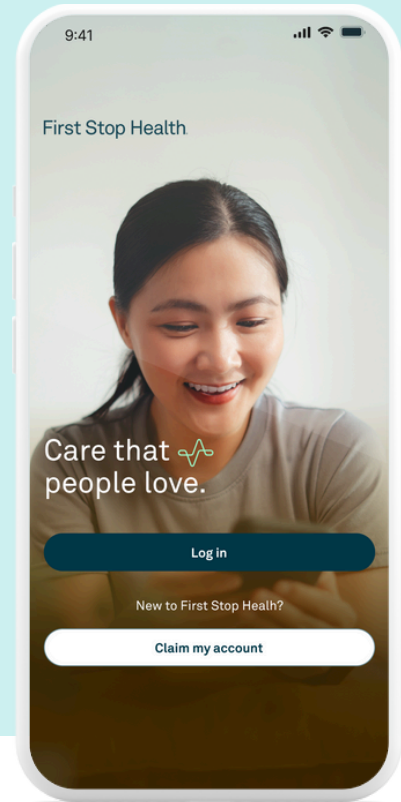 9:41
First Stop Health
Care that
people love.
Log in
New to First Stop Healh?
Claim my account